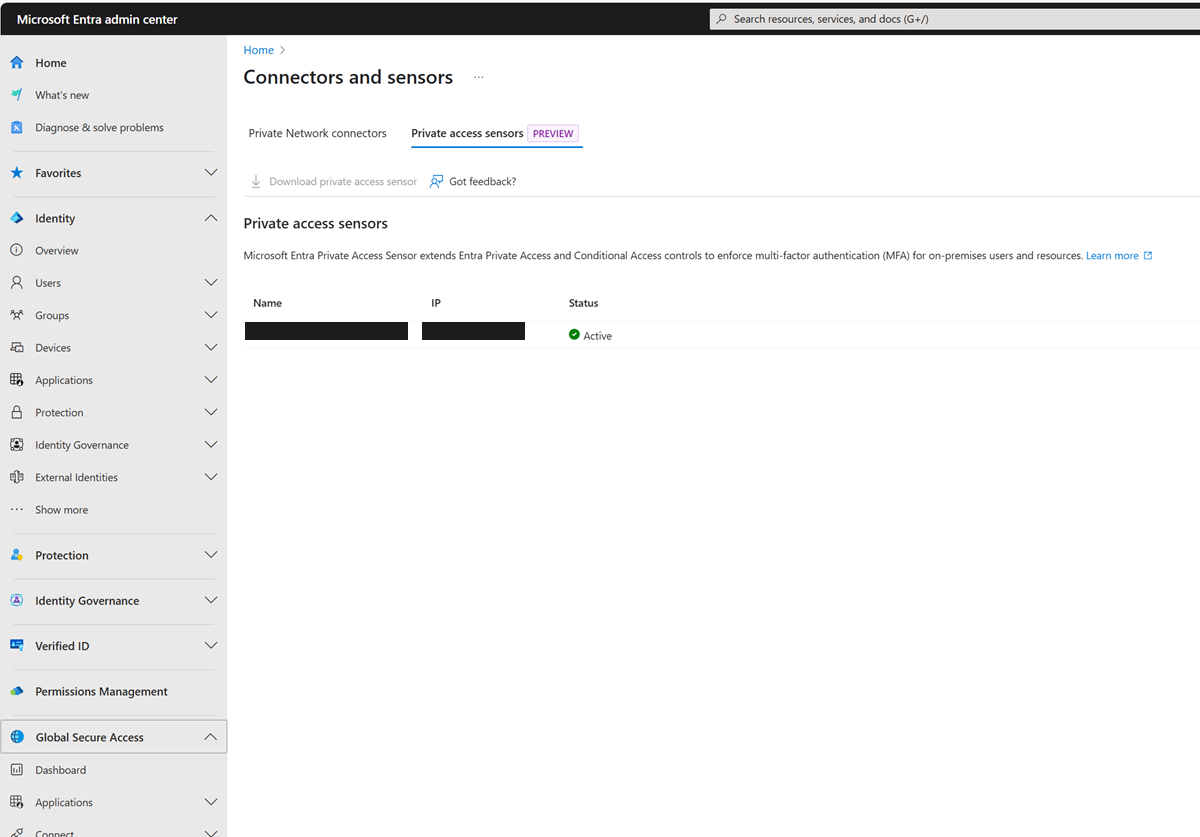 Microsoft Entra admin center
Search resources, services, and docs (G+/)
Home
What's new
Diagnose & solve problems
Favorites
Identity
Overview
Users
Groups
Devices
Applications
Protection
Identity Governance
External Identities
Show more
Protection
Identity Governance
Verified ID
Permissions Management
Global Secure Access
Dashboard
Applications
Connect
Home
Connectors and sensors
Private Network connectors
Private access sensors PREVIEW
Download private access sensor
Got feedback?
Private access sensors
Microsoft Entra Private Access Sensor extends Entra Private Access and Conditional Access controls to enforce multi-factor authentication (MFA) for on-premises users and resources. Learn more
Name IP Status
Active